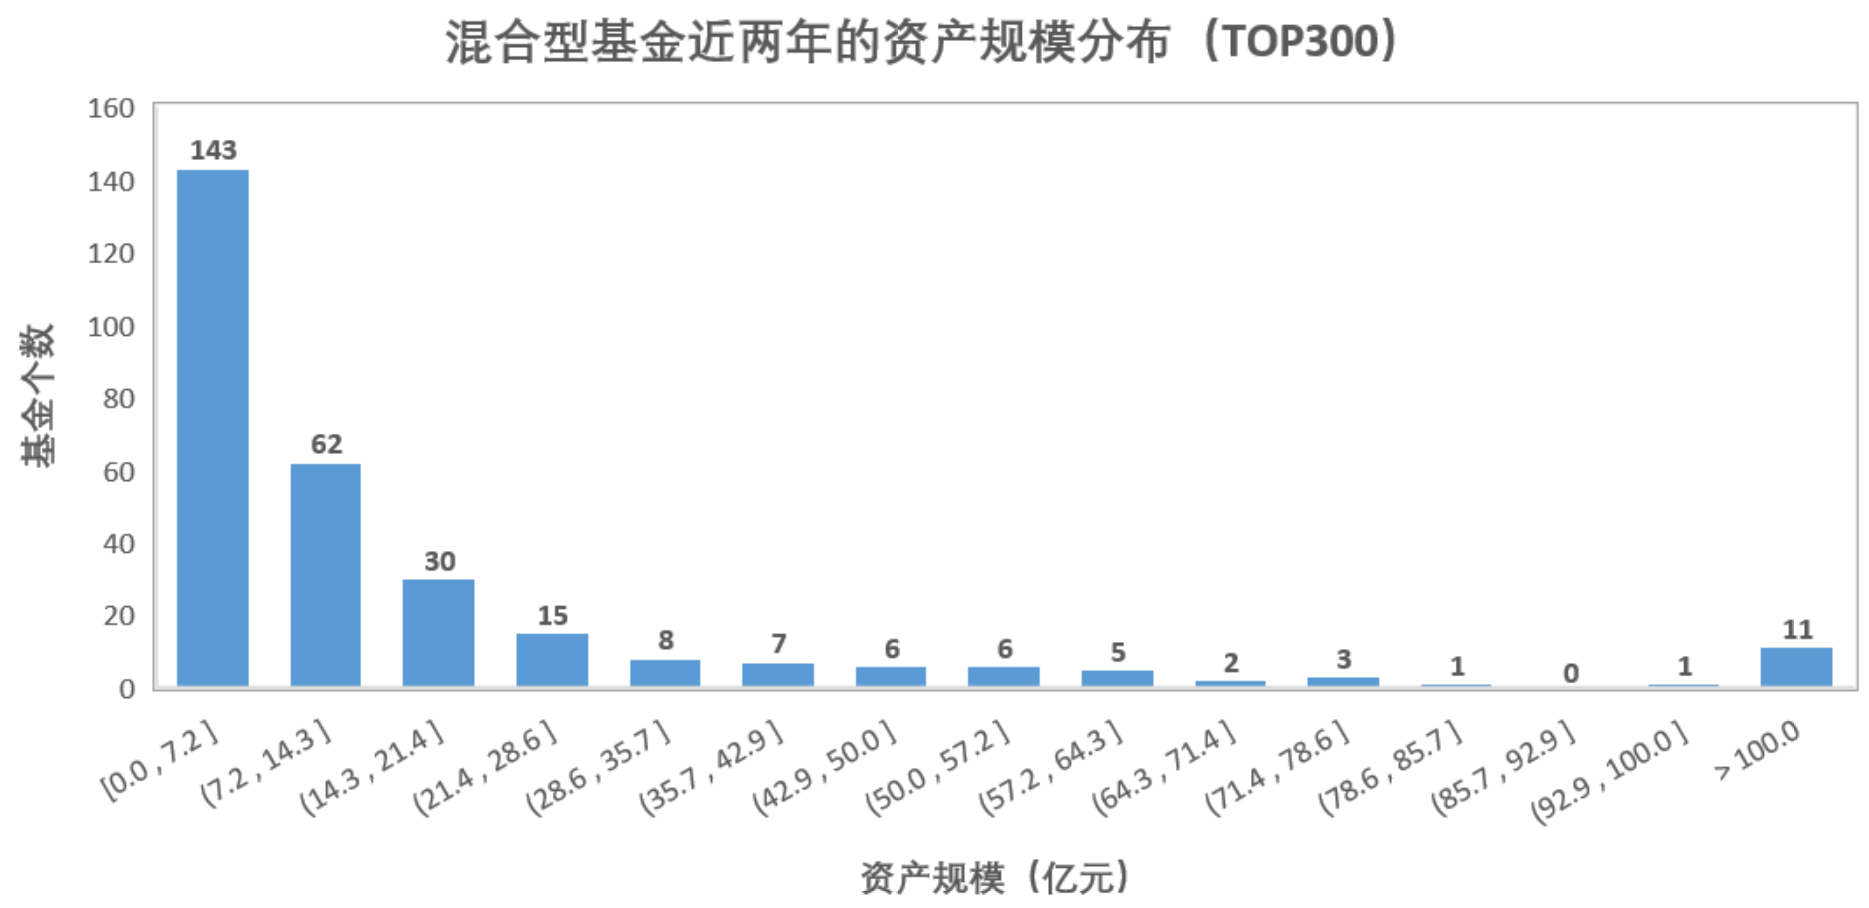 混合型基金近两年的资产规模分布（TOP300）
160
140
120
100
80
60
40
20
0
基金个数
143
62
30
15
8
7
6
6
5
2
3
1
0
1
11
[0.0 , 7.2 ]
(7.2 , 14.3 ]
(14.3 , 21.4 ]
(21.4 , 28.6 ]
(28.6 , 35.7 ]
(35.7 , 42.9 ]
(42.9 , 50.0 ]
(50.0 , 57.2 ]
(57.2 , 64.3 ]
(64.3 , 71.4 ]
(71.4 , 78.6 ]
(78.6 , 85.7 ]
(85.7 , 92.9 ]
(92.9 , 100.0 ]
> 100.0
资产规模（亿元）